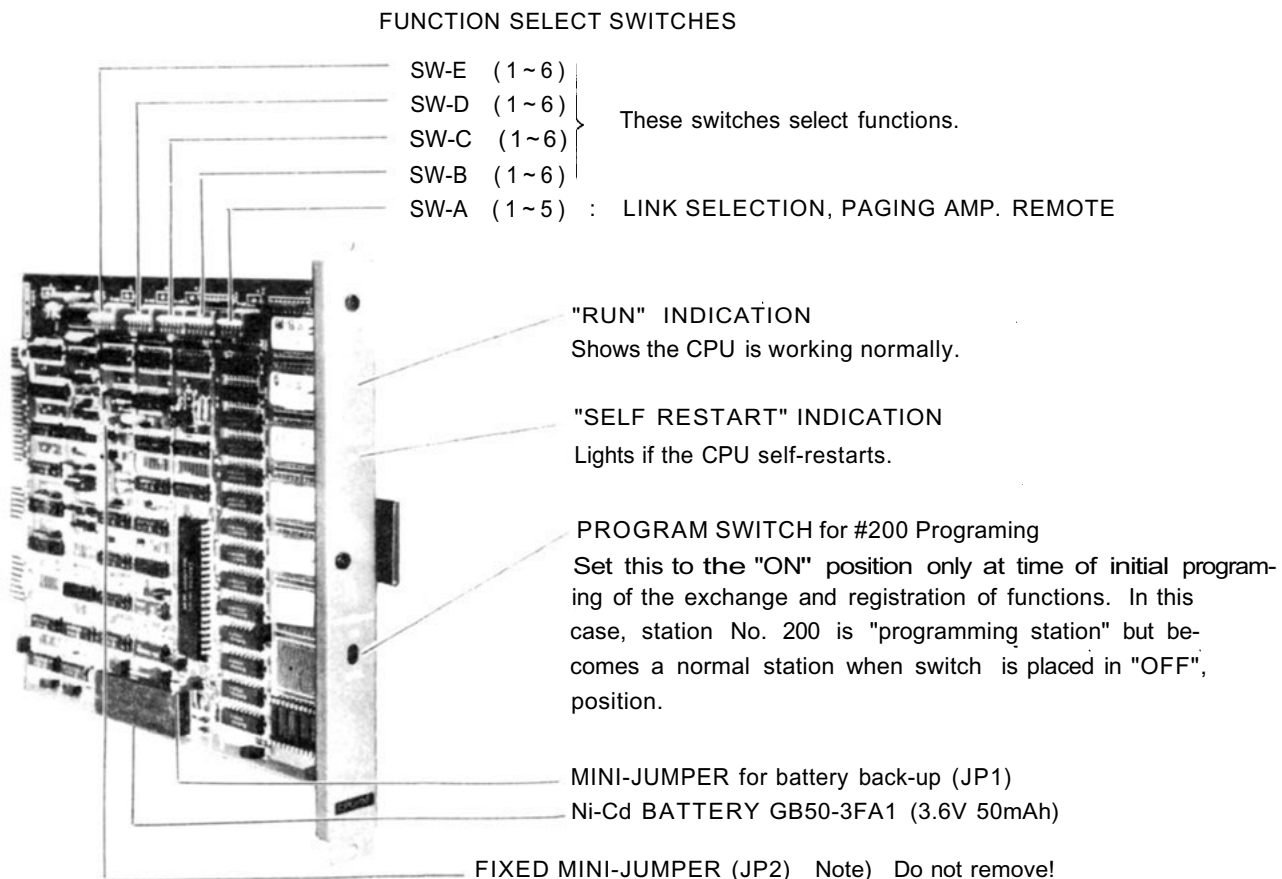 FUNCTION SELECT SWITCHES
SW-E (1~6)
SW-D (1~6)
SW-C (1~6)
SW-B (1~6)
These switches select functions.
SW-A (1~5) : LINK SELECTION, PAGING AMP. REMOTE
"RUN" INDICATION
Shows the CPU is working normally.
"SELF RESTART" INDICATION
Lights if the CPU self-restarts.
PROGRAM SWITCH for #200 Programing
Set this to the "ON" position only at time of initial program-
ing of the exchange and registration of functions. In this
case, station No. 200 is "programming station" but be-
comes a normal station when switch is placed in "OFF",
position.
MINI-JUMPER for battery back-up (JP1)
Ni-Cd BATTERY GB50-3FA1 (3.6V 50mAh)
FIXED MINI-JUMPER (JP2) Note) Do not remove!